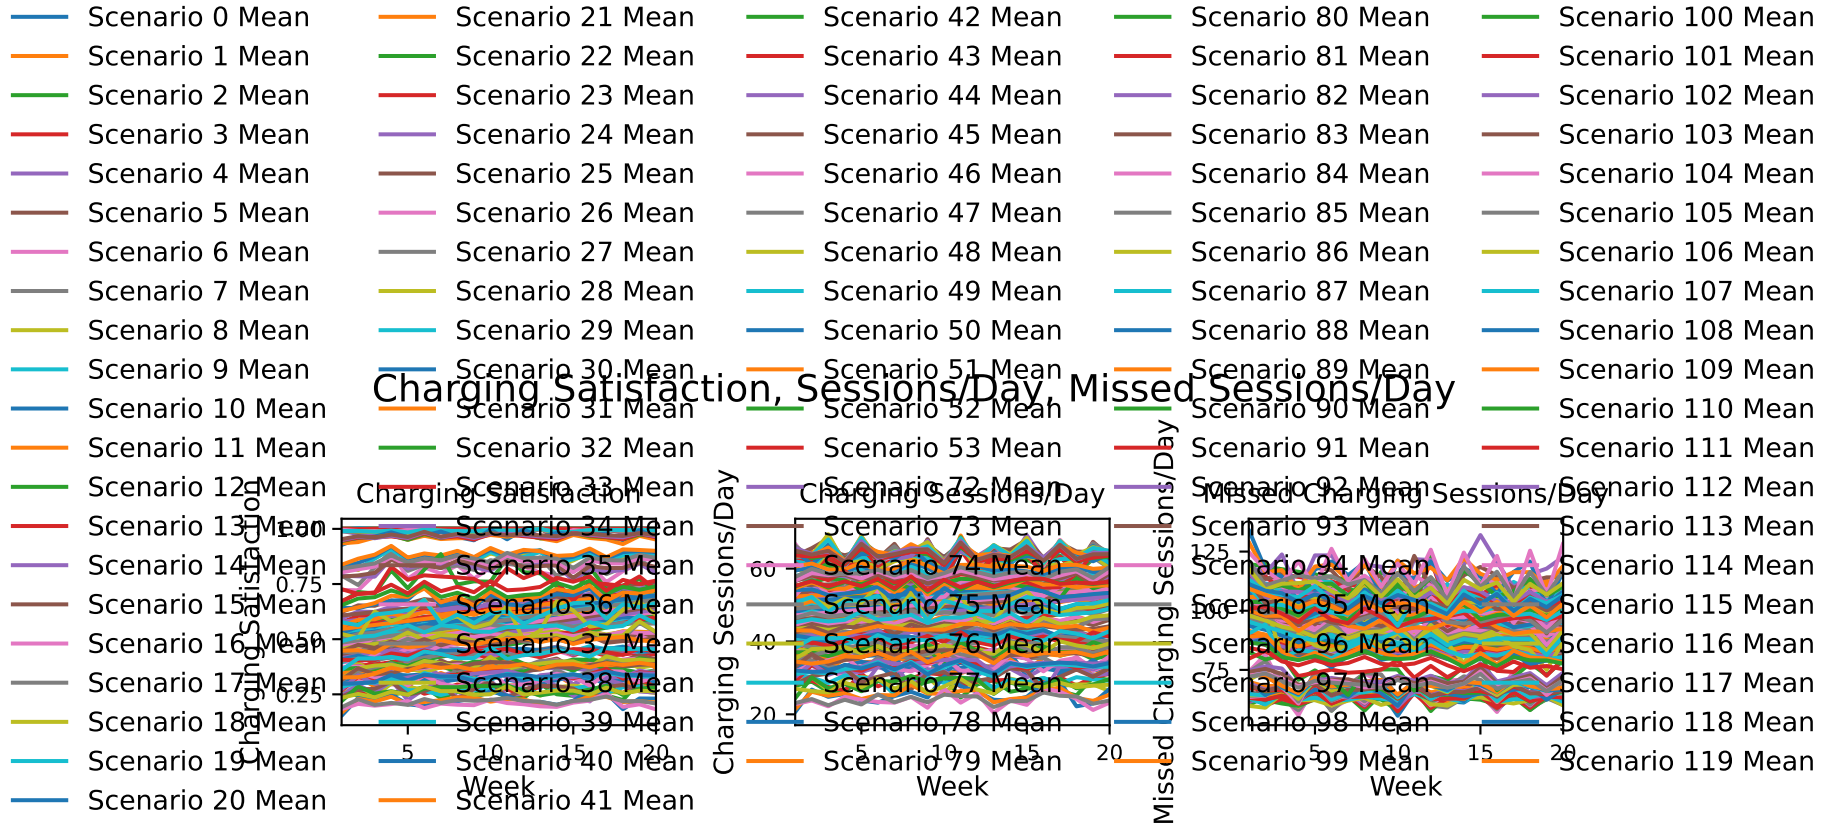 Scenario 0 Mean
Scenario 1 Mean
Scenario 2 Mean
Scenario 3 Mean
Scenario 4 Mean
Scenario 5 Mean
Scenario 6 Mean
Scenario 7 Mean
Scenario 8 Mean
Scenario 9 Mean
Scenario 10 Mean
Scenario 11 Mean
Scenario 12 Mean
Scenario 13 Mean
Scenario 14 Mean
Scenario 15 Mean
Scenario 16 Mean
Scenario 17 Mean
Scenario 18 Mean
Scenario 19 Mean
Scenario 20 Mean
Scenario 21 Mean
Scenario 22 Mean
Scenario 23 Mean
Scenario 24 Mean
Scenario 25 Mean
Scenario 26 Mean
Scenario 27 Mean
Scenario 28 Mean
Scenario 29 Mean
Scenario 30 Mean
Scenario 31 Mean
Scenario 32 Mean
Scenario 33 Mean
Scenario 34 Mean
Scenario 35 Mean
Scenario 36 Mean
Scenario 37 Mean
Scenario 38 Mean
Scenario 39 Mean
Scenario 40 Mean
Scenario 41 Mean
Scenario 42 Mean
Scenario 43 Mean
Scenario 44 Mean
Scenario 45 Mean
Scenario 46 Mean
Scenario 47 Mean
Scenario 48 Mean
Scenario 49 Mean
Scenario 50 Mean
Scenario 51 Mean
Scenario 52 Mean
Scenario 53 Mean
Scenario 72 Mean
Scenario 73 Mean
Scenario 74 Mean
Scenario 75 Mean
Scenario 76 Mean
Scenario 77 Mean
Scenario 78 Mean
Scenario 79 Mean
Scenario 80 Mean
Scenario 81 Mean
Scenario 82 Mean
Scenario 83 Mean
Scenario 84 Mean
Scenario 85 Mean
Scenario 86 Mean
Scenario 87 Mean
Scenario 88 Mean
Scenario 89 Mean
Scenario 90 Mean
Scenario 91 Mean
Scenario 92 Mean
Scenario 93 Mean
Scenario 94 Mean
Scenario 95 Mean
Scenario 96 Mean
Scenario 97 Mean
Scenario 98 Mean
Scenario 99 Mean
Scenario 100 Mean
Scenario 101 Mean
Scenario 102 Mean
Scenario 103 Mean
Scenario 104 Mean
Scenario 105 Mean
Scenario 106 Mean
Scenario 107 Mean
Scenario 108 Mean
Scenario 109 Mean
Scenario 110 Mean
Scenario 111 Mean
Scenario 112 Mean
Scenario 113 Mean
Scenario 114 Mean
Scenario 115 Mean
Scenario 116 Mean
Scenario 117 Mean
Scenario 118 Mean
Scenario 119 Mean
Charging Satisfaction, Sessions/Day, Missed Sessions/Day
Charging Satisfaction
Charging Satisfaction
1.00
0.75
0.50
0.25
5 10 15 20
Week
Charging Sessions/Day
Charging Sessions/Day
60
40
20
5 10 15 20
Week
Missed Charging Sessions/Day
Missed Charging Sessions/Day
125
100
75
5 10 15 20
Week